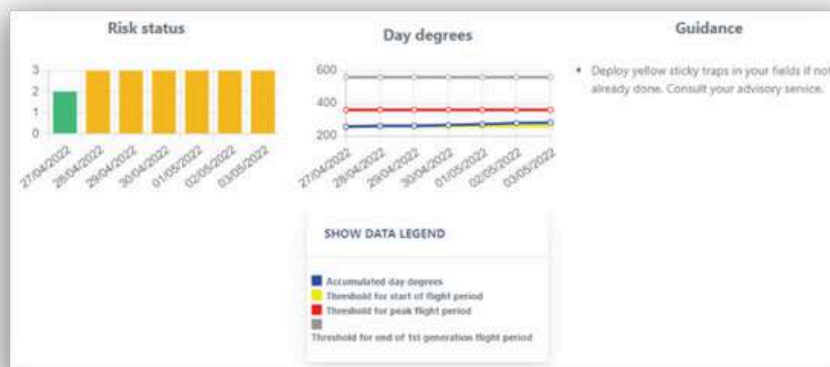 Risk status
3
2
1
0
27/04/2022
28/04/2022
29/04/2022
30/04/2022
01/05/2022
02/05/2022
03/05/2022
Day degrees
600
400
200
27/04/2022
28/04/2022
29/04/2022
30/04/2022
01/05/2022
02/05/2022
03/05/2022
SHOW DATA LEGEND
Accumulated day degrees
Threshold for start of flight period
Threshold for peak flight period
Threshold for end of 1st generation flight period
Guidance
• Deploy yellow sticky traps in your fields if not
already done. Consult your advisory service.